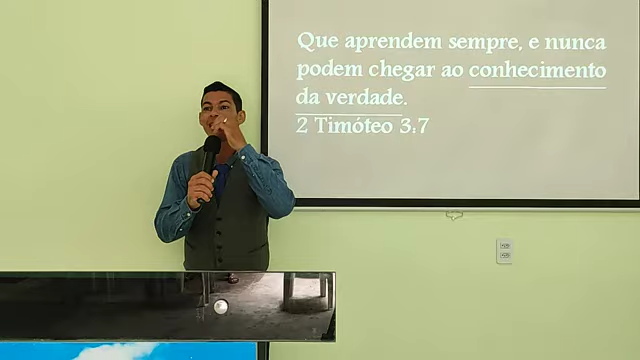 Que aprendem sempre, e nunca
podem chegar ao conhecimento
da verdade.
2 Timóteo 3:7